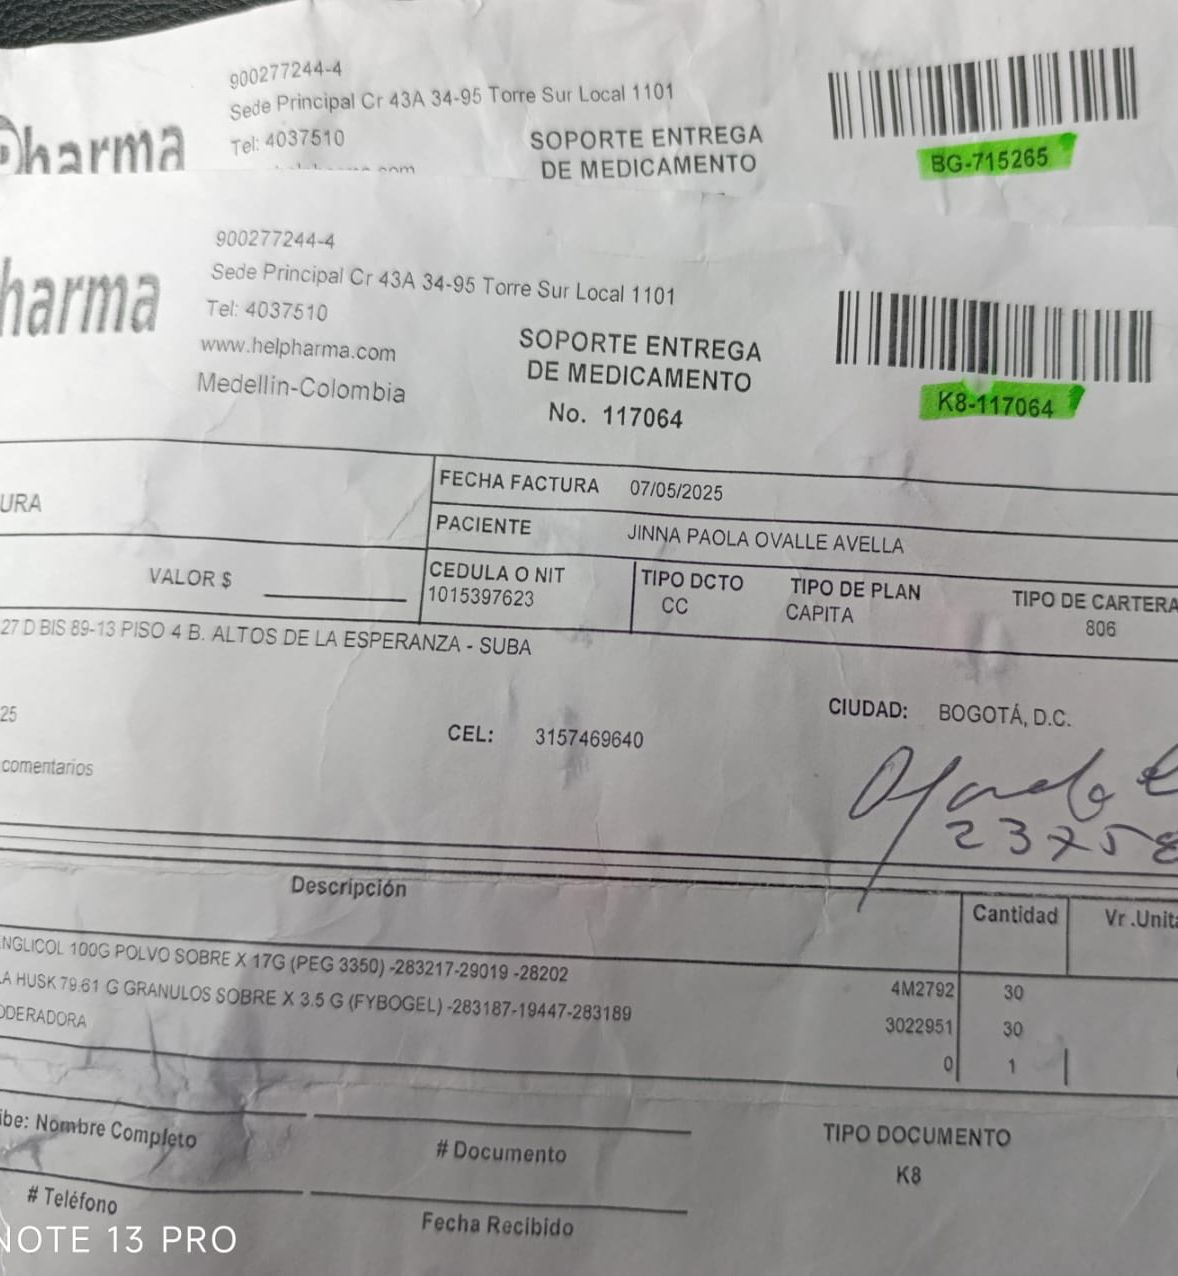 900277244-4
Sede Principal Cr 43A 34-95 Torre Sur Local 1101
Tel: 4037510
harma
SOPORTE ENTREGA
DE MEDICAMENTO
BG-715265
900277244-4
Sede Principal Cr 43A 34-95 Torre Sur Local 1101
harma
Tel: 4037510
www.helpharma.com
Medellin-Colombia
SOPORTE ENTREGA
DE MEDICAMENTO
No. 117064
K8-117064
URA
FECHA FACTURA 07/05/2025
PACIENTE JINNA PAOLA OVALLE AVELLA
VALOR $
CEDULA O NIT
1015397623
TIPO DCTO
CC
TIPO DE PLAN
CAPITA
TIPO DE CARTERA
806
27 D BIS 89-13 PISO 4 B. ALTOS DE LA ESPERANZA - SUBA
25
CEL: 3157469640
CIUDAD: BOGOTÁ, D.C.
comentarios
23758
Descripción Cantidad Vr.Unita
NGLICOL 100G POLVO SOBRE X 17G (PEG 3350) -283217-29019 -28202 4M2792 30
A HUSK 79.61 G GRANULOS SOBRE X 3.5 G (FYBOGEL) -283187-19447-283189 3022951 30
ODERADORA 0 1
ibe: Nombre Completo
# Documento
TIPO DOCUMENTO
K8
# Teléfono
Fecha Recibido
NOTE 13 PRO